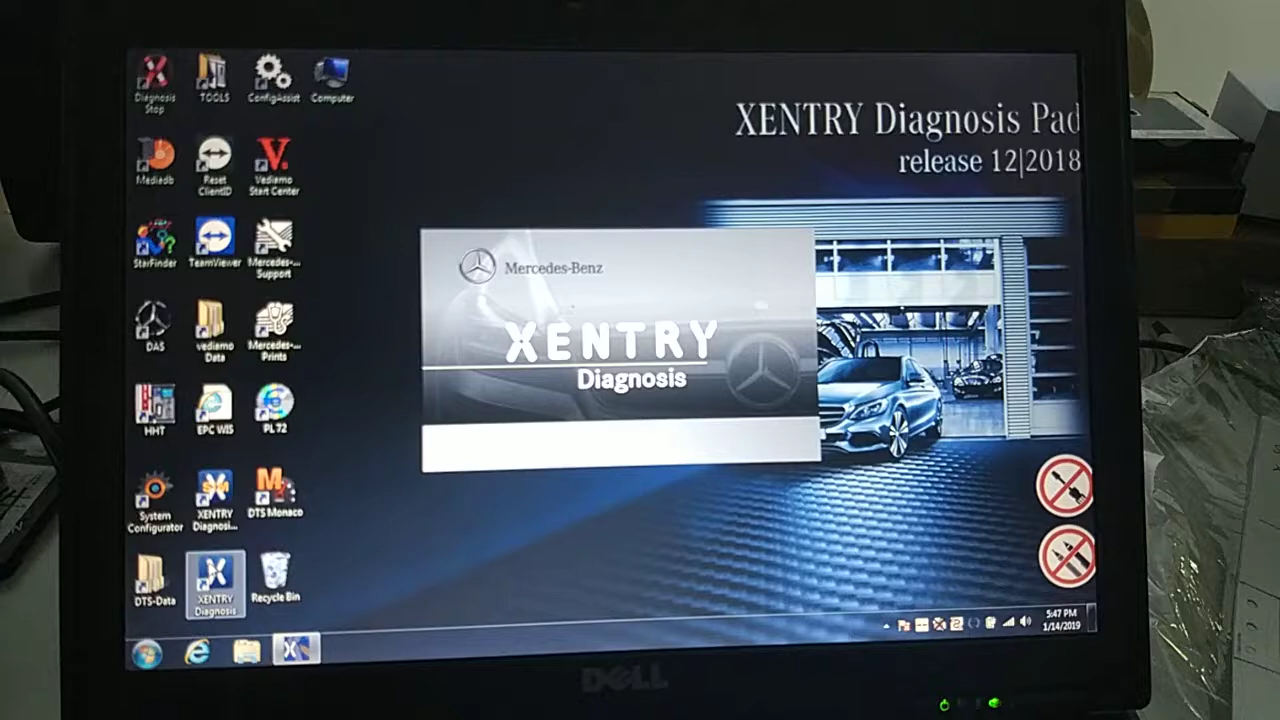 Diagnosis
Stop
TOOLS
ConfigAssist
Computer
XENTRY Diagnosis Pad
release 12|2018
Mediadb
Reset
ClientID
V.
Vediamo
Start Center
StarFinder
TeamViewer
Mercedes-...
Support
Mercedes-Benz
XENTRY
Diagnosis
DAS
vediamo
Data
Mercedes-...
Prints
HHT
EPC WIS
PL 72
System
Configurator
XENTRY
Diagnosi...
DTS Monaco
DTS-Data
XENTRY
Diagnosis
Recycle Bin
5:47 PM
1/14/2019
DELL